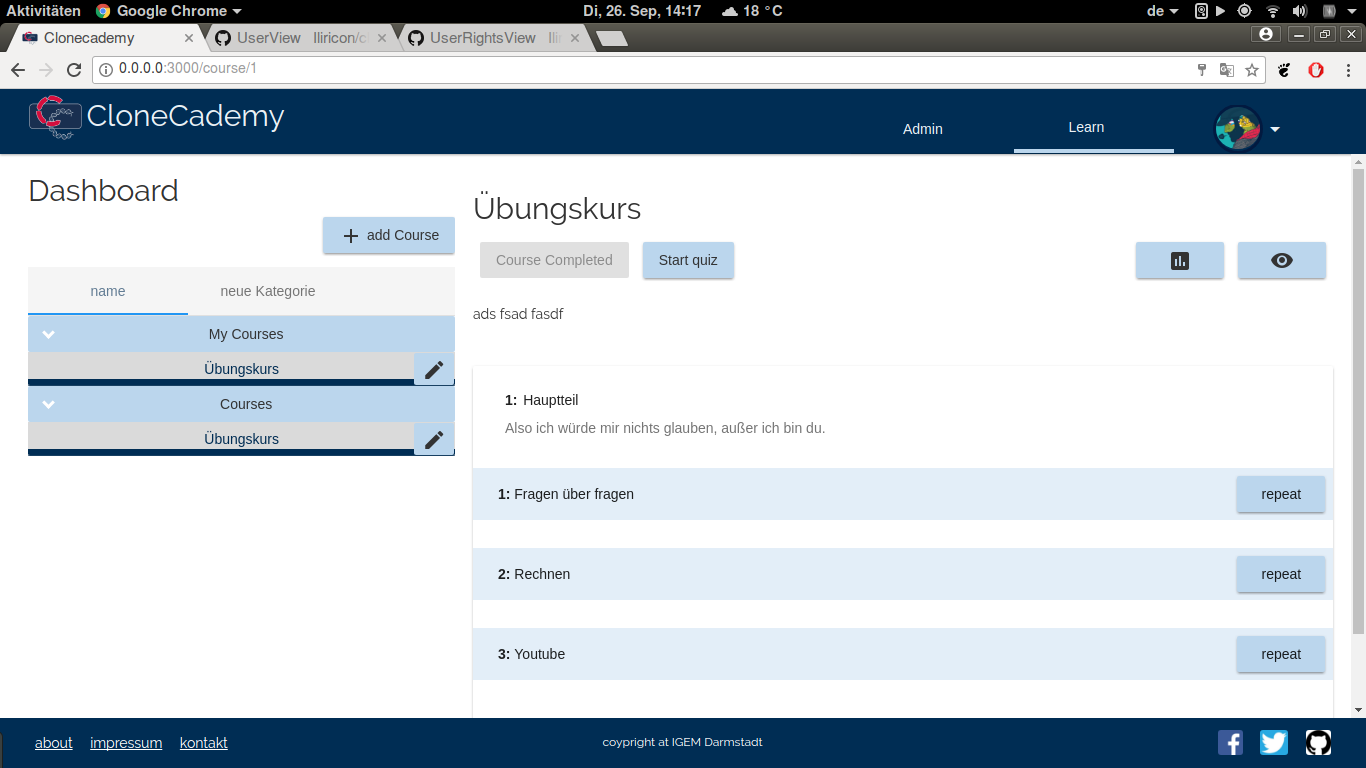 Aktivitäten Google Chrome Di, 26. Sep, 14:17 18 °C de
Clonecademy UserView · Iliricon/c UserRightsView · Ili
0.0.0.0:3000/course/1
CloneCademy Admin Learn
Dashboard
add Course
name neue Kategorie
My Courses
Übungskurs
Courses
Übungskurs
Übungskurs
Course Completed Start quiz
ads fsad fasdf
1: Hauptteil
Also ich würde mir nichts glauben, außer ich bin du.
1: Fragen über fragen repeat
2: Rechnen repeat
3: Youtube repeat
about impressum kontakt coypright at IGEM Darmstadt